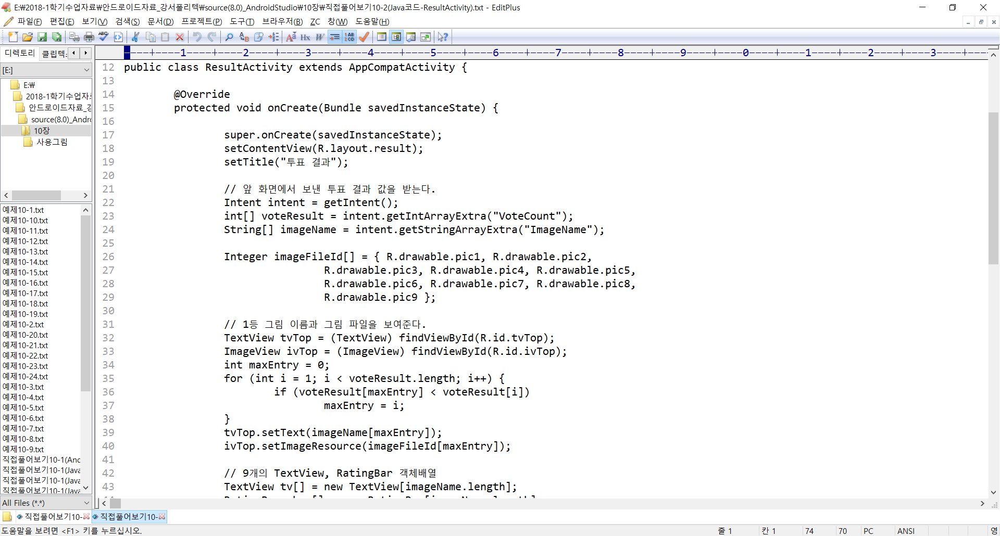 E:\2018-1학기수업자료\안드로이드자료_강서폴리텍\source(8.0)_AndroidStudio\10장\직접풀어보기10-2(Java코드-ResultActivity).txt - EditPlus
파일(F) 편집(E) 보기(V) 검색(S) 문서(D) 프로젝트(P) 도구(T) 브라우저(B) ZC 창(W) 도움말(H)
디렉토리 클립텍
[E:]
E:\
2018-1학기수업자료
안드로이드자료_강
source(8.0)_Andro
10장
사용그림
예제10-1.txt
예제10-10.txt
예제10-11.txt
예제10-12.txt
예제10-13.txt
예제10-14.txt
예제10-15.txt
예제10-16.txt
예제10-17.txt
예제10-18.txt
예제10-19.txt
예제10-2.txt
예제10-20.txt
예제10-21.txt
예제10-22.txt
예제10-23.txt
예제10-24.txt
예제10-3.txt
예제10-4.txt
예제10-5.txt
예제10-6.txt
예제10-7.txt
예제10-8.txt
예제10-9.txt
직접풀어보기10-1(Anc
직접풀어보기10-1(Java
직접풀어보기10-1(Java
직접풀어보기10-1(Java
All Files (*.*)
----+----1----+----2----+----3----+----4----+----5----+----6----+----7----+----8----+----9----+----0----+----1----+----2----+----3----+----
12 public class ResultActivity extends AppCompatActivity {
13
14 @Override
15 protected void onCreate(Bundle savedInstanceState) {
16
17 super.onCreate(savedInstanceState);
18 setContentView(R.layout.result);
19 setTitle("투표 결과");
20
21 // 앞 화면에서 보낸 투표 결과 값을 받는다.
22 Intent intent = getIntent();
23 int[] voteResult = intent.getIntArrayExtra("VoteCount");
24 String[] imageName = intent.getStringArrayExtra("ImageName");
25
26 Integer imageFileId[] = { R.drawable.pic1, R.drawable.pic2,
27 R.drawable.pic3, R.drawable.pic4, R.drawable.pic5,
28 R.drawable.pic6, R.drawable.pic7, R.drawable.pic8,
29 R.drawable.pic9 };
30
31 // 1등 그림 이름과 그림 파일을 보여준다.
32 TextView tvTop = (TextView) findViewById(R.id.tvTop);
33 ImageView ivTop = (ImageView) findViewById(R.id.ivTop);
34 int maxEntry = 0;
35 for (int i = 1; i < voteResult.length; i++) {
36 if (voteResult[maxEntry] < voteResult[i])
37 maxEntry = i;
38 }
39 tvTop.setText(imageName[maxEntry]);
40 ivTop.setImageResource(imageFileId[maxEntry]);
41
42 // 9개의 TextView, RatingBar 객체배열
43 TextView tv[] = new TextView[imageName.length];
직접풀어보기10- 직접풀어보기10-
도움말을 보려면 <F1> 키를 누르십시오. 줄 1 칸 1 74 70 PC ANSI 영